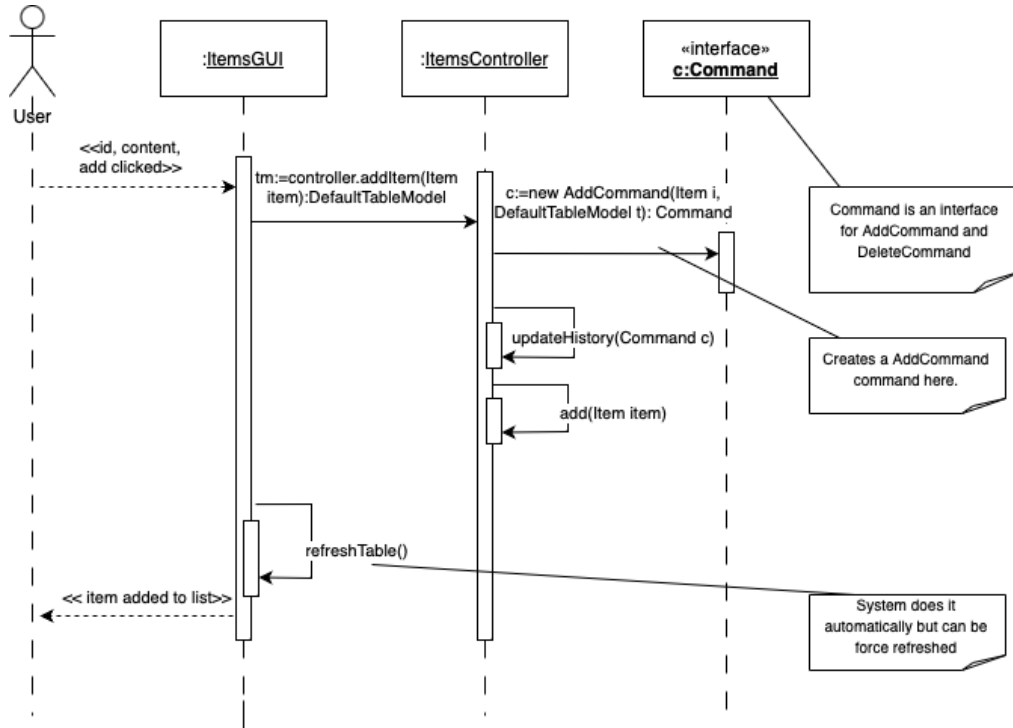 :ItemsGUI
:ItemsController
«interface»
c:Command
User
<<id, content,
add clicked>>
tm:=controller.addItem(Item
item):DefaultTableModel
c:=new AddCommand(Item i,
DefaultTableModel t): Command
Command is an interface
for AddCommand and
DeleteCommand
updateHistory(Command c)
Creates a AddCommand
command here.
add(Item item)
refreshTable()
<< item added to list>>
System does it
automatically but can be
force refreshed